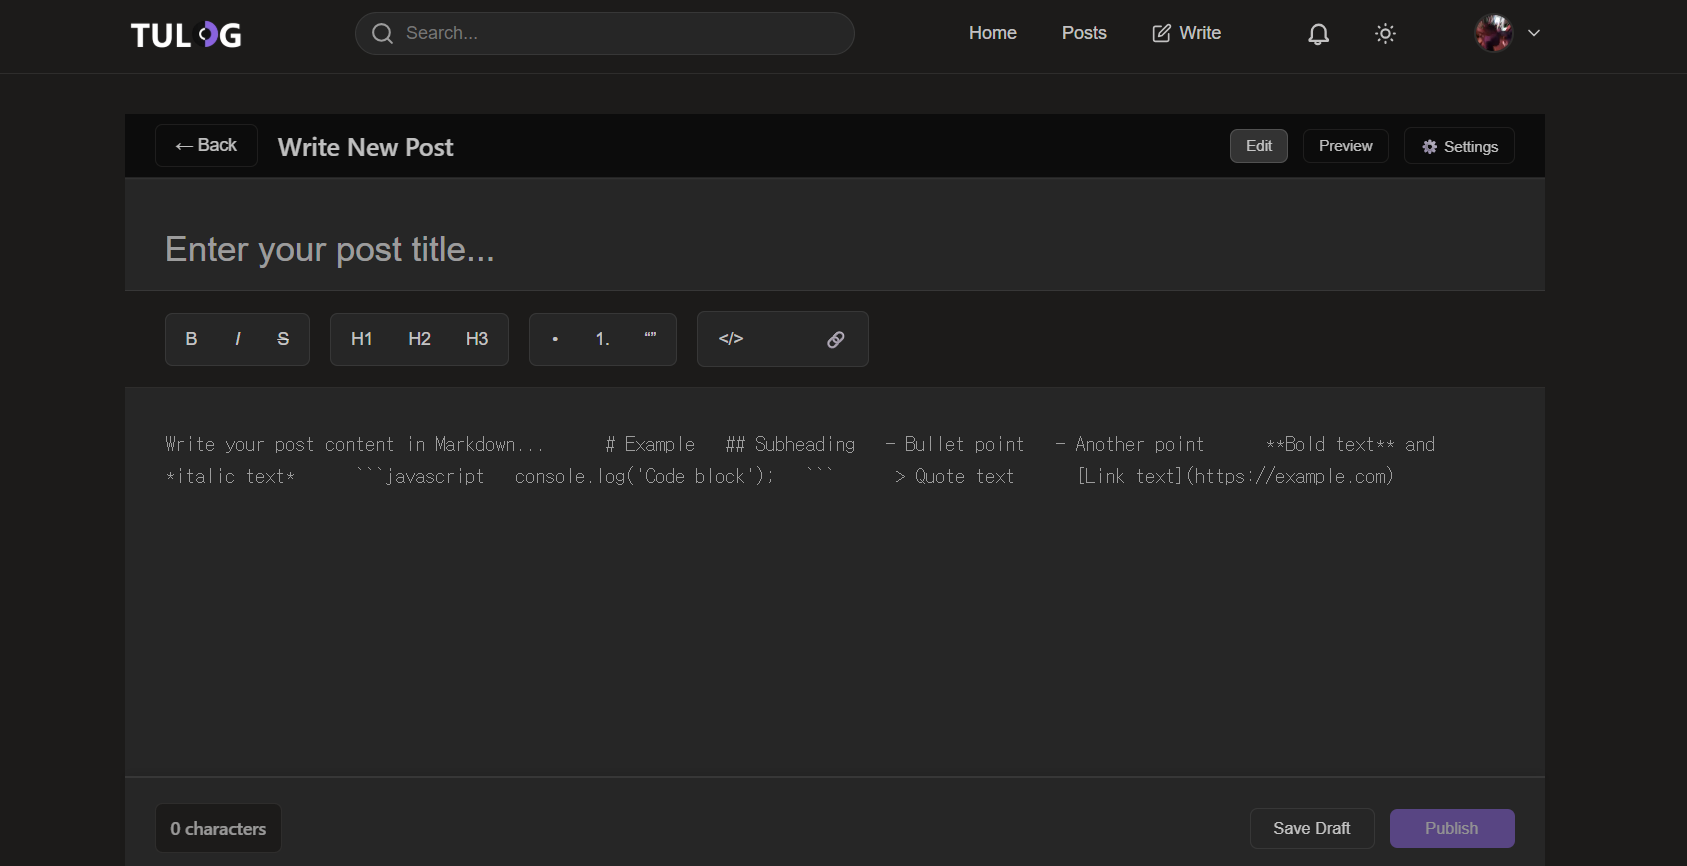 TULOG
Search...
Home
Posts
Write
← Back
Write New Post
Edit
Preview
Settings
Enter your post title...
B I S
H1 H2 H3
• 1. “”
</>
Write your post content in Markdown... # Example ## Subheading - Bullet point - Another point **Bold text** and
*italic text* ```javascript console.log('Code block'); ``` > Quote text [Link text](https://example.com)
0 characters
Save Draft
Publish